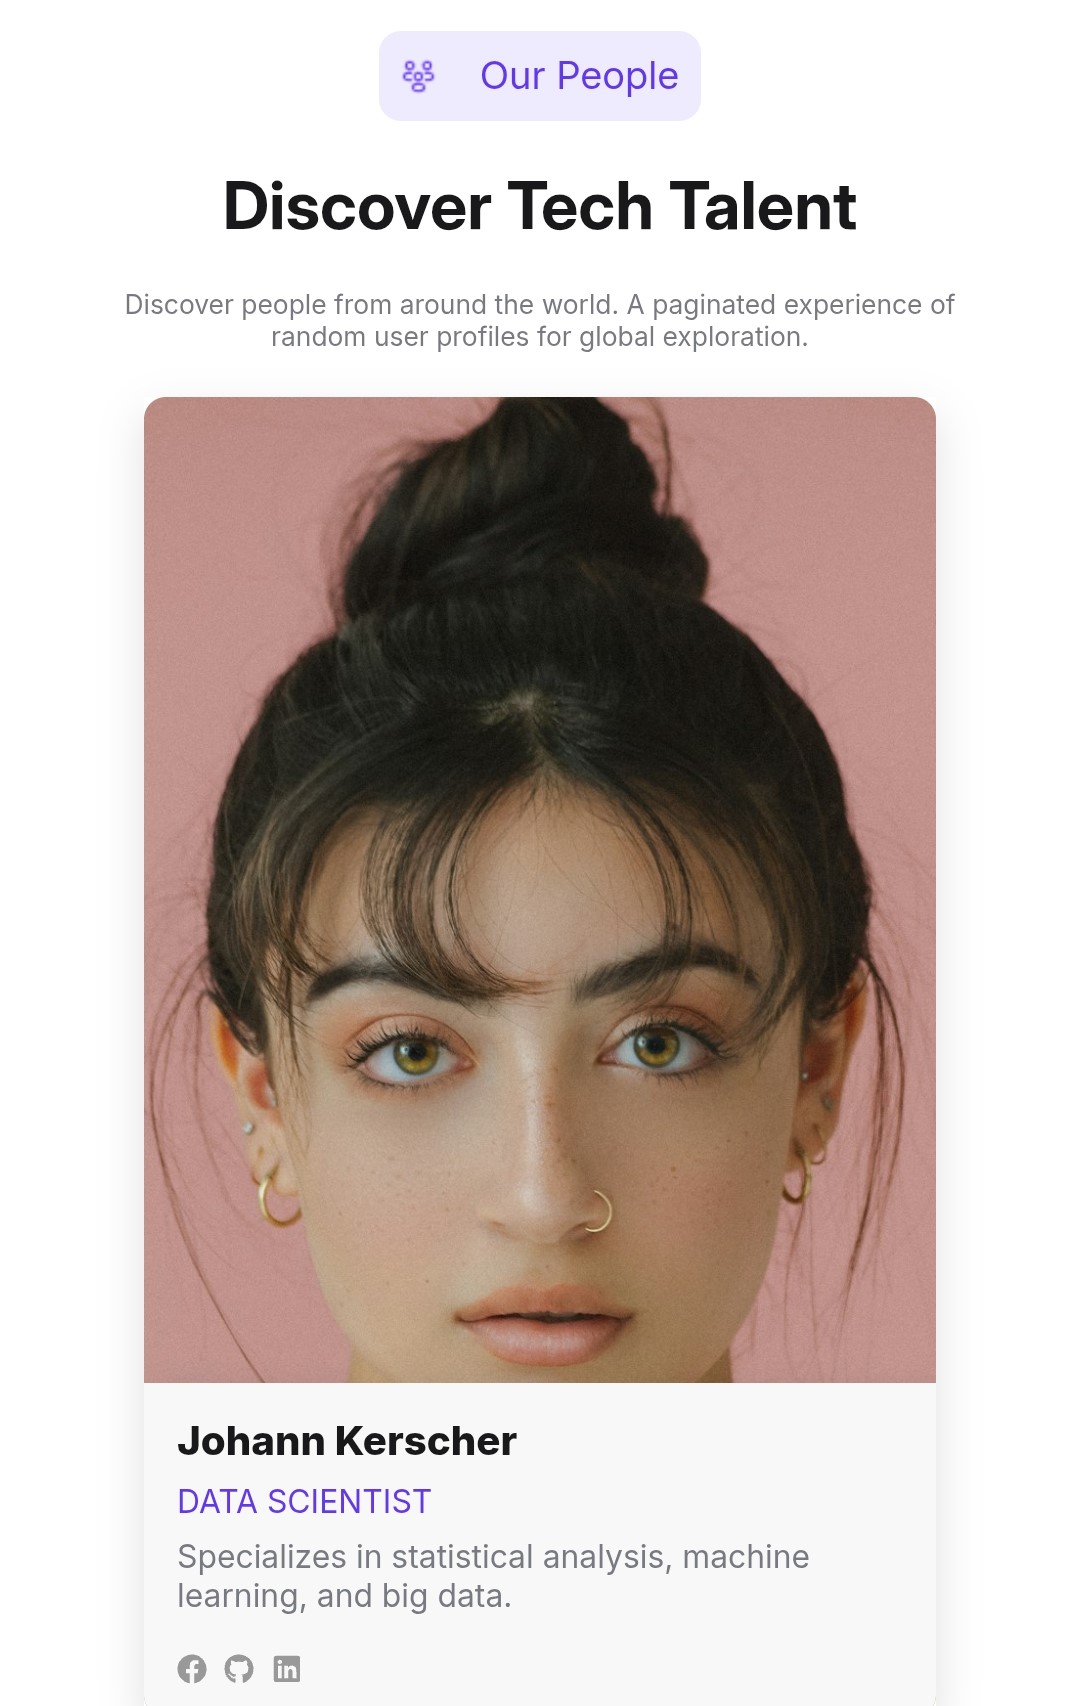 Our People
Discover Tech Talent
Discover people from around the world. A paginated experience of
random user profiles for global exploration.
Johann Kerscher
DATA SCIENTIST
Specializes in statistical analysis, machine
learning, and big data.